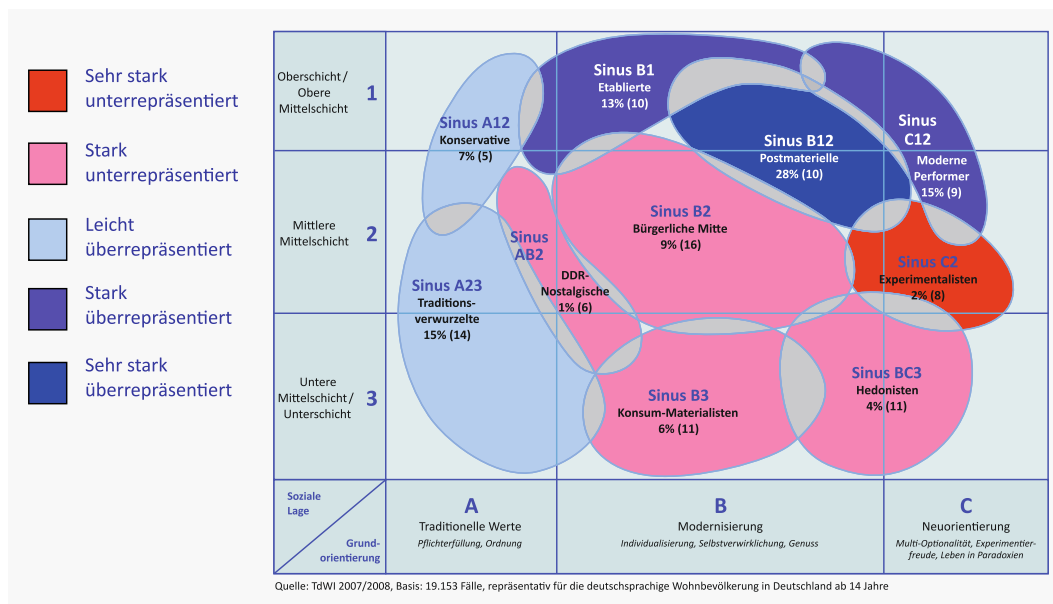 Sehr stark
unterrepräsentiert
Stark
unterrepräsentiert
Leicht
überrepräsentiert
Stark
überrepräsentiert
Sehr stark
überrepräsentiert
Oberschicht /
Obere
Mittelschicht
1
Mittlere
Mittelschicht
2
Untere
Mittelschicht /
Unterschicht
3
Sinus B1
Etablierte
13% (10)
Sinus A12
Konservative
7% (5)
Sinus B12
Postmaterielle
28% (10)
Sinus
C12
Moderne
Performer
15% (9)
Sinus B2
Bürgerliche Mitte
9% (16)
Sinus
AB2
DDR-
Nostalgische
1% (6)
Sinus A23
Traditions-
verwurzelte
15% (14)
Sinus C2
Experimentalisten
2% (8)
Sinus B3
Konsum-Materialisten
6% (11)
Sinus BC3
Hedonisten
4% (11)
Soziale
Lage
Grund-
orientierung
A
Traditionelle Werte
Pflichterfüllung, Ordnung
B
Modernisierung
Individualisierung, Selbstverwirklichung, Genuss
C
Neuorientierung
Multi-Optionalität, Experimentier-
freude, Leben in Paradoxien
Quelle: TdWI 2007/2008, Basis: 19.153 Fälle, repräsentativ für die deutschsprachige Wohnbevölkerung in Deutschland ab 14 Jahre